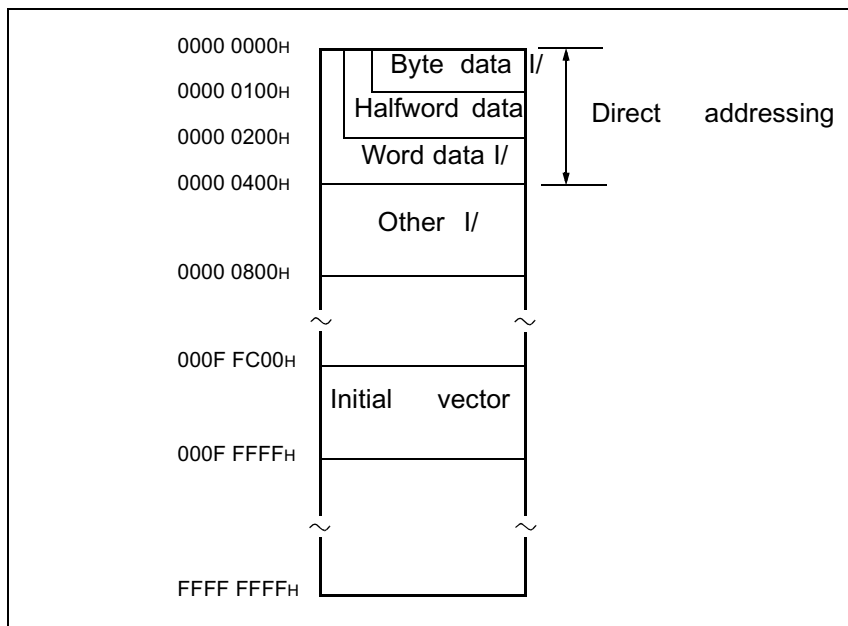 0000 0000H
Byte data I/
0000 0100H
Halfword data
Direct addressing
0000 0200H
Word data I/
0000 0400H
Other I/
0000 0800H
000F FC00H
Initial vector
000F FFFFH
FFFF FFFFH